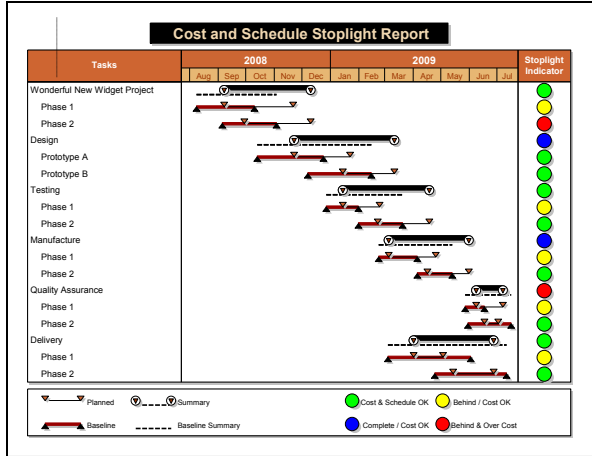 Cost and Schedule Stoplight Report
Tasks 2008 2009 Stoplight Indicator
Aug Sep Oct Nov Dec Jan Feb Mar Apr May Jun Jul
Wonderful New Widget Project
Phase 1
Phase 2
Design
Prototype A
Prototype B
Testing
Phase 1
Phase 2
Manufacture
Phase 1
Phase 2
Quality Assurance
Phase 1
Phase 2
Delivery
Phase 1
Phase 2
Planned Summary Cost & Schedule OK Behind / Cost OK
Baseline Baseline Summary Complete / Cost OK Behind & Over Cost